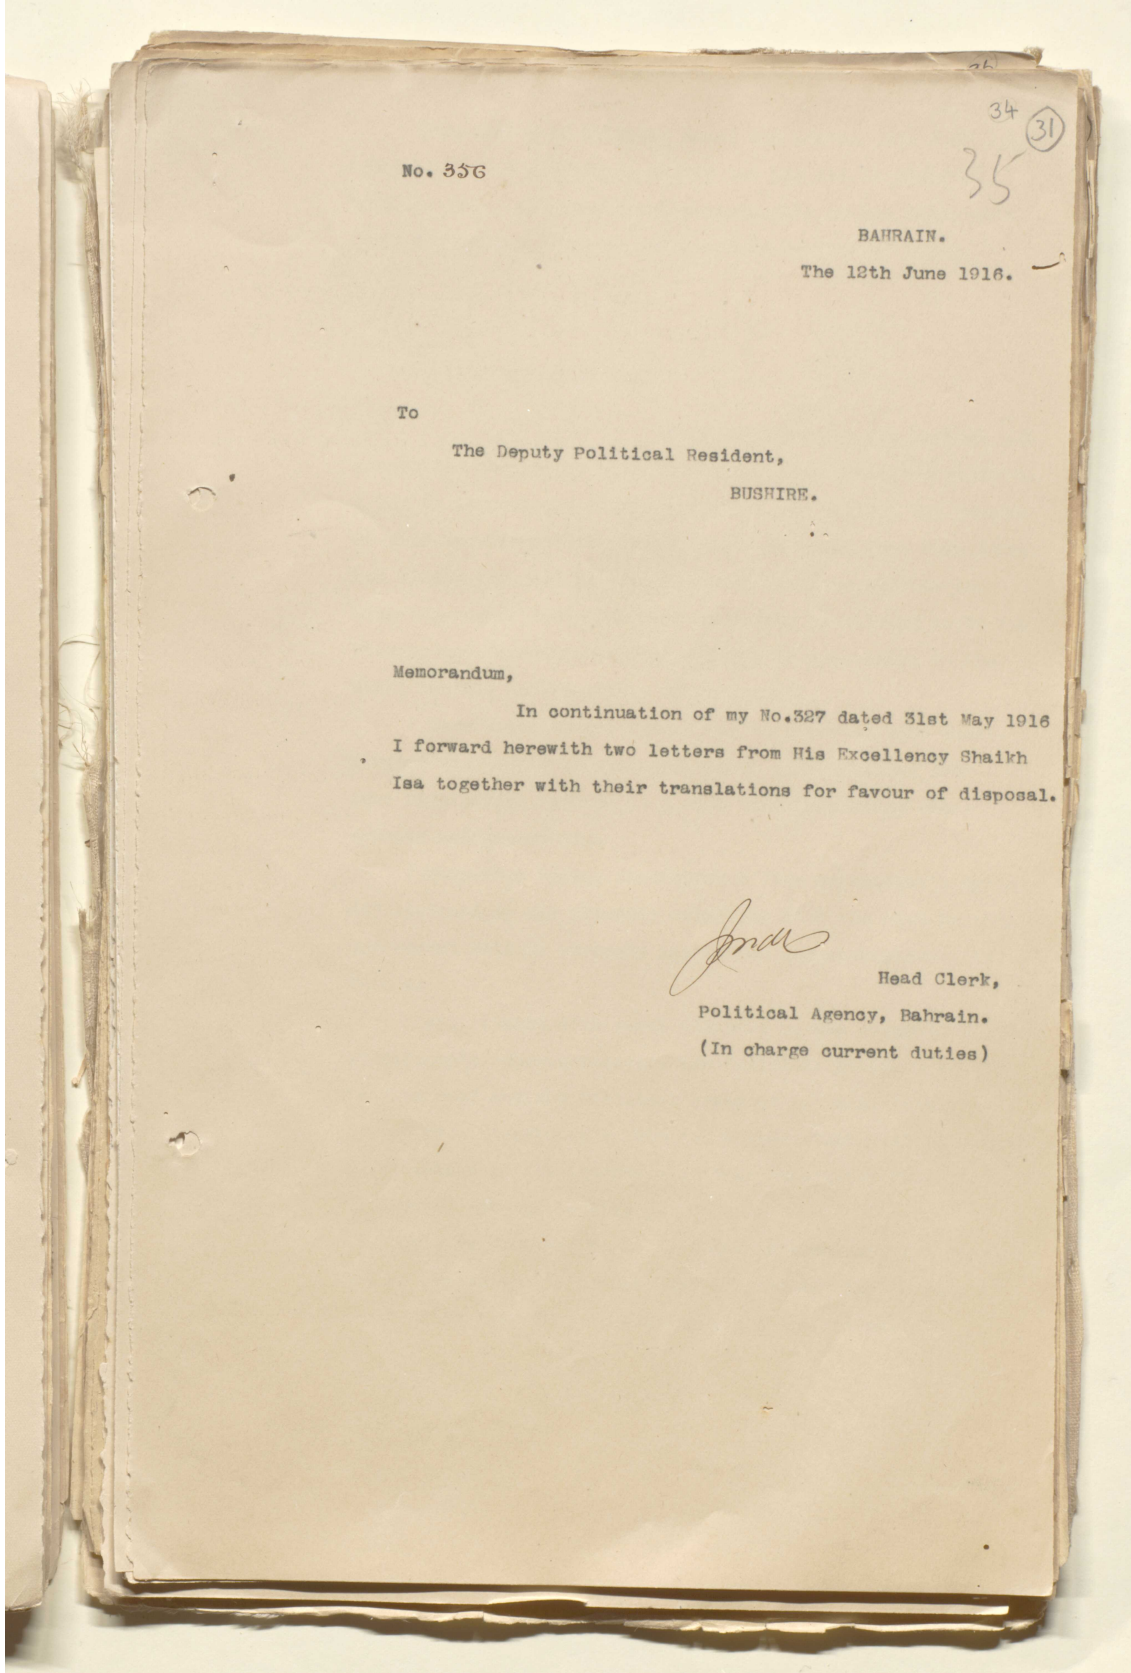 34
31
35
No. 356
BAHRAIN.
The 12th June 1916.
To
The Deputy Political Resident,
BUSHIRE.
Memorandum,
In continuation of my No.327 dated 31st May 1916
I forward herewith two letters from His Excellency Shaikh
Isa together with their translations for favour of disposal.
Head Clerk,
Political Agency, Bahrain.
(In charge current duties)